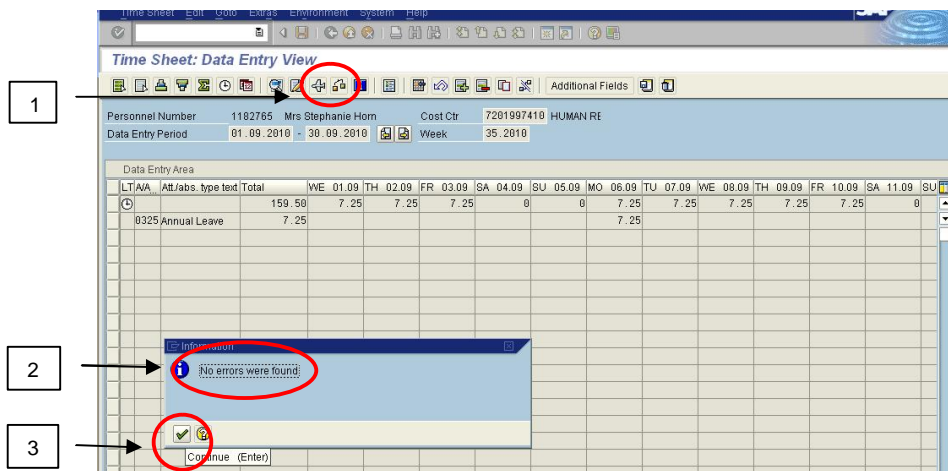 Time Sheet Edit Goto Extras Environment System Help
Time Sheet: Data Entry View
Additional Fields
1
Personnel Number 1182765 Mrs Stephanie Horn Cost Ctr 7201997410 HUMAN RE
Data Entry Period 01.09.2010 - 30.09.2010 Week 35.2010
Data Entry Area
LT A/A Att./abs. type text Total WE 01.09 TH 02.09 FR 03.09 SA 04.09 SU 05.09 MO 06.09 TU 07.09 WE 08.09 TH 09.09 FR 10.09 SA 11.09 SU
159.50 7.25 7.25 7.25 0 0 7.25 7.25 7.25 7.25 7.25 0
0325 Annual Leave 7.25 7.25
Information
2
No errors were found
3
Continue (Enter)